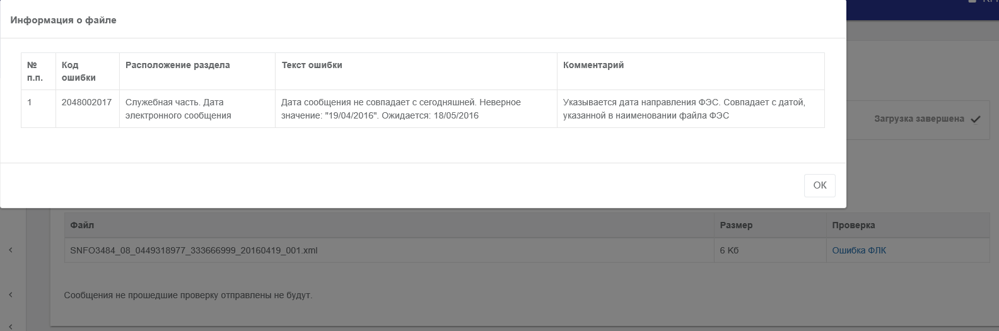 Информация о файле
№ п.п.
Код ошибки
Расположение раздела
Текст ошибки
Комментарий
1
2048002017
Служебная часть. Дата
электронного сообщения
Дата сообщения не совпадает с сегодняшней. Неверное
значение: "19/04/2016". Ожидается: 18/05/2016
Указывается дата направления ФЭС. Совпадает с датой,
указанной в наименовании файла ФЭС
Загрузка завершена
ОК
Файл
Размер
Проверка
SNFO3484_08_0449318977_333666999_20160419_001.xml
6 Кб
Ошибка ФЛК
Сообщения не прошедшие проверку отправлены не будут.